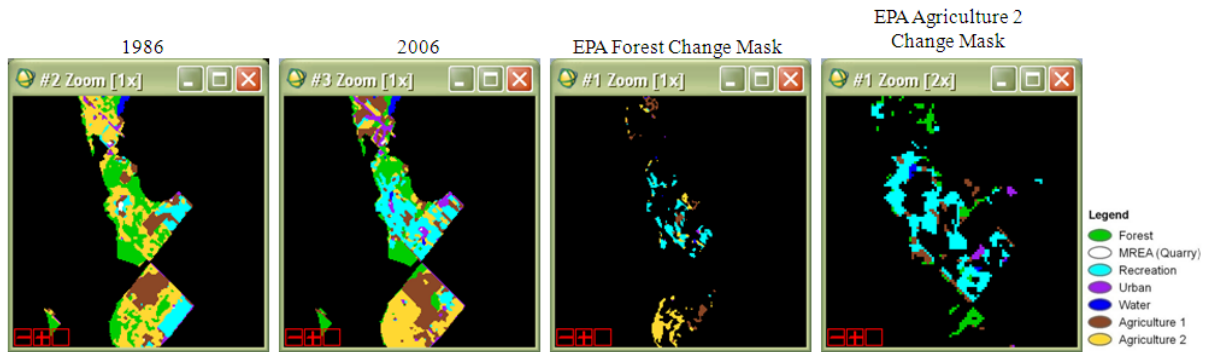 1986
2006
EPA Forest Change Mask
EPA Agriculture 2
Change Mask
#2 Zoom [1x]
#3 Zoom [1x]
#1 Zoom [1x]
#1 Zoom [2x]
Legend
Forest
MREA (Quarry)
Recreation
Urban
Water
Agriculture 1
Agriculture 2